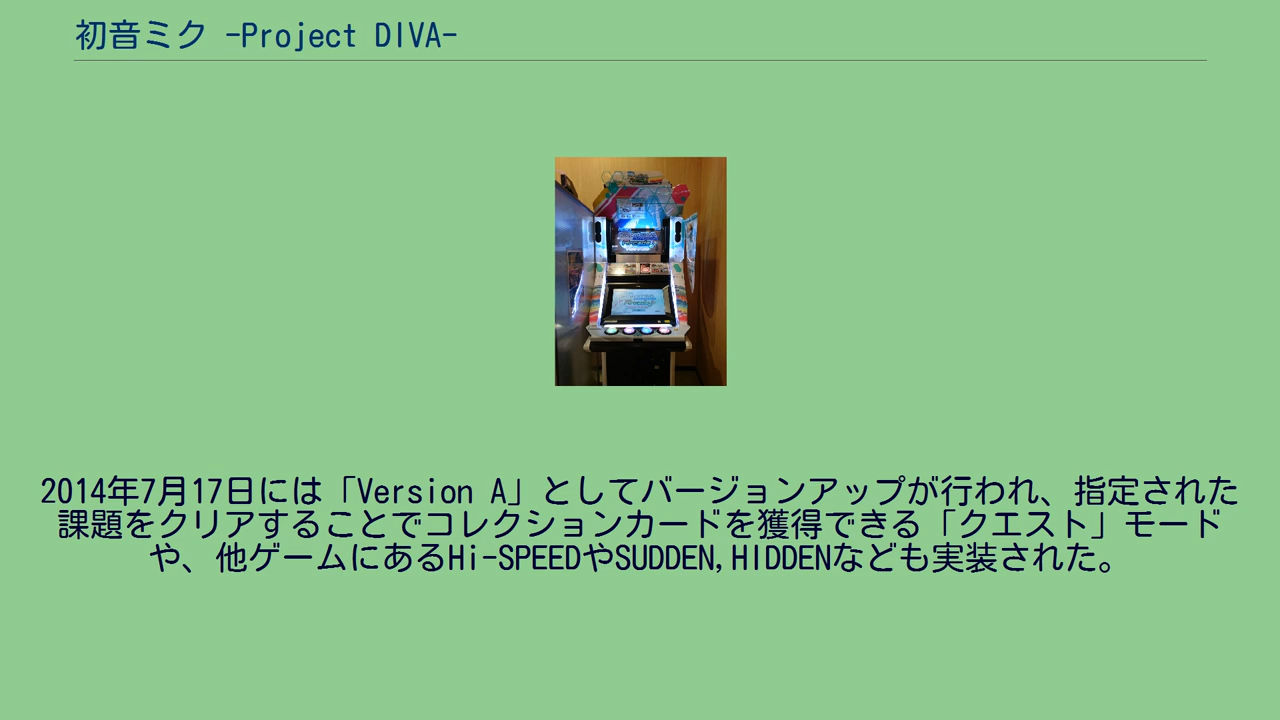 初音ミク -Project DIVA-
2014年7月17日には「Version A」としてバージョンアップが行われ、指定された
課題をクリアすることでコレクションカードを獲得できる「クエスト」モード
や、他ゲームにあるHi-SPEEDやSUDDEN,HIDDENなども実装された。